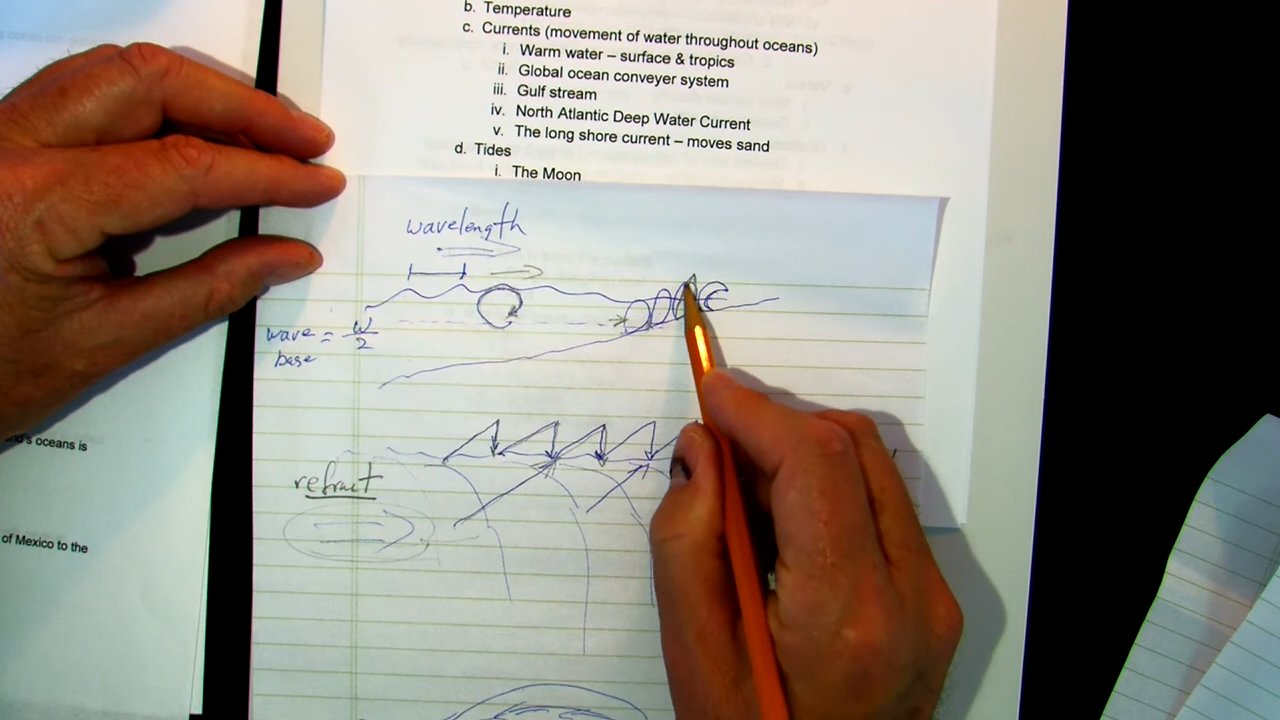 b. Temperature
c. Currents (movement of water throughout oceans)
i. Warm water – surface & tropics
ii. Global ocean conveyer system
iii. Gulf stream
iv. North Atlantic Deep Water Current
v. The long shore current – moves sand
d. Tides
i. The Moon
wavelength
wave base = w/2
refract
oceans is
of Mexico to the